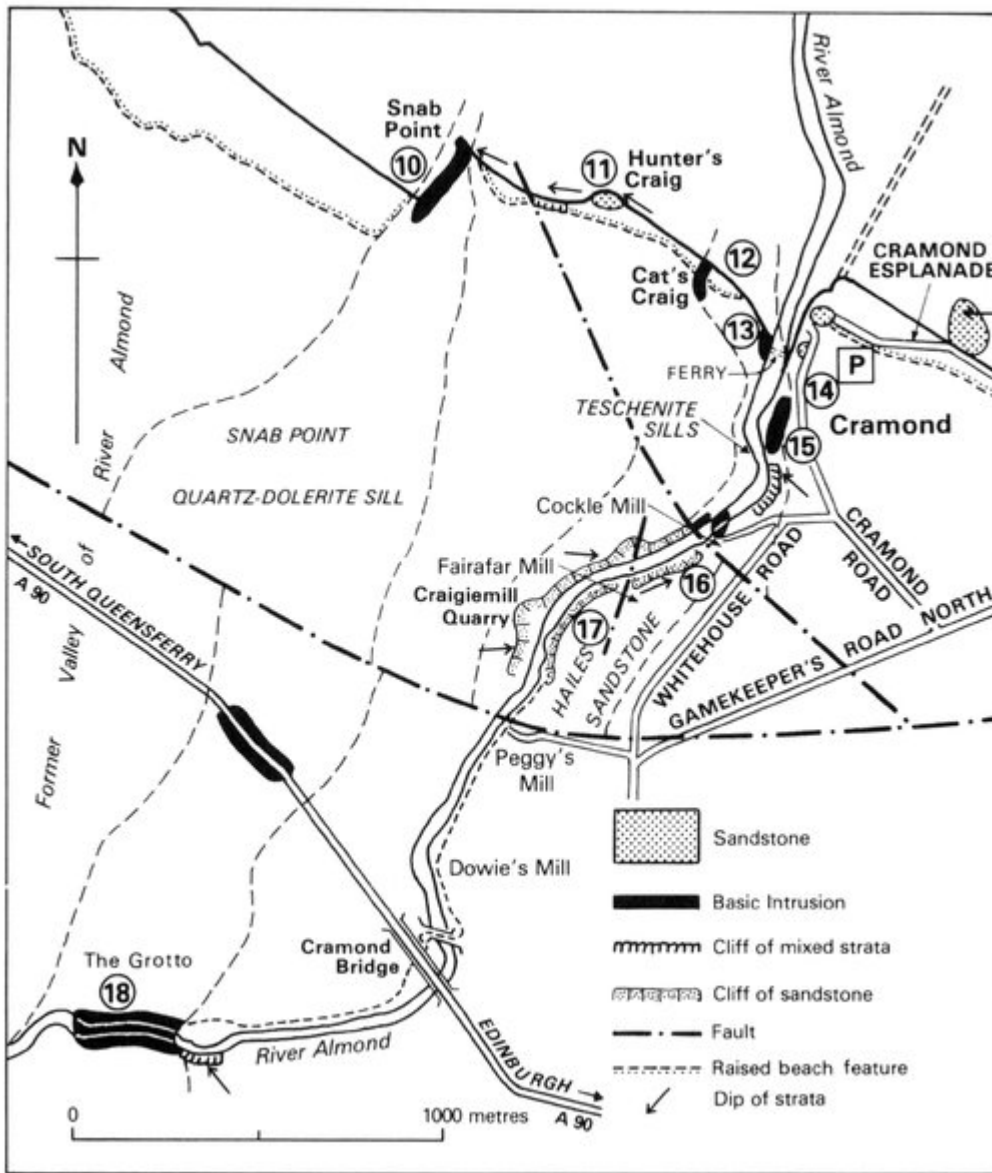 Snab
Point
10
11
Hunter's
Craig
River Almond
N
12
Cat's
Craig
13
FERRY
CRAMOND
ESPLANADE
P
14
Cramond
15
TESCHENITE
SILLS
River Almond
Former Valley of
SNAB POINT
QUARTZ-DOLERITE SILL
Cockle Mill
Fairafar Mill
Craigiemill
Quarry
16
17
HAILES
SANDSTONE
WHITEHOUSE ROAD
CRAMOND
ROAD
GAMEKEEPER'S ROAD NORTH
SOUTH QUEENSFERRY
A 90
Peggy's
Mill
Dowie's Mill
Cramond
Bridge
The Grotto
18
River Almond
EDINBURGH
A 90
0
1000 metres
Sandstone
Basic Intrusion
Cliff of mixed strata
Cliff of sandstone
Fault
Raised beach feature
Dip of strata